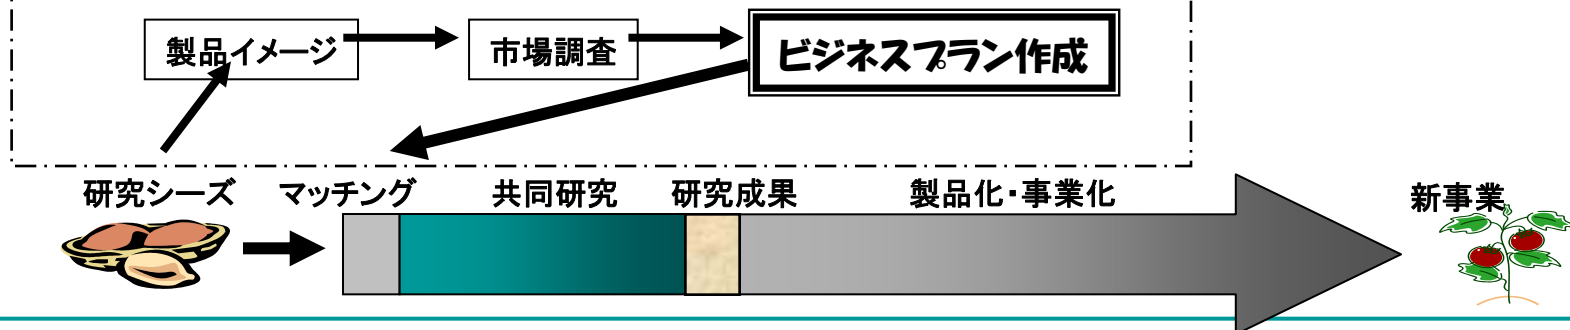 製品イメージ
市場調査
ビジネスプラン作成
研究シーズ
マッチング
共同研究
研究成果
製品化・事業化
新事業